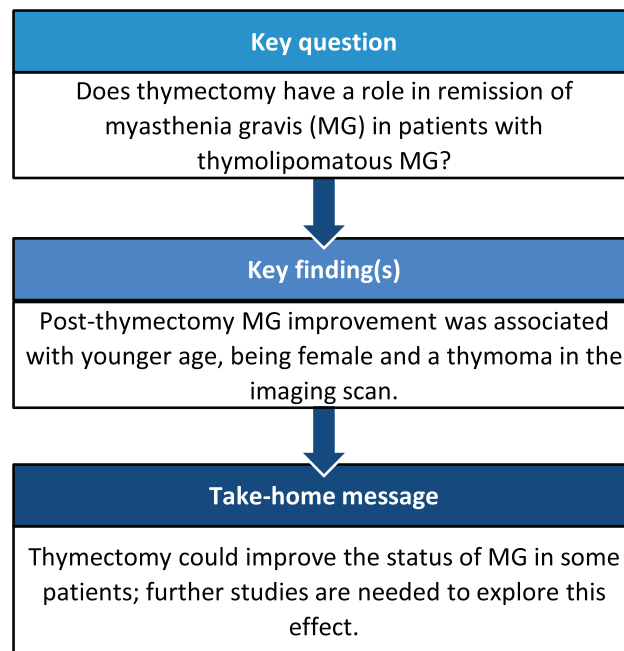 Key question
Does thymectomy have a role in remission of
myasthenia gravis (MG) in patients with
thymolipomatous MG?
Key finding(s)
Post-thymectomy MG improvement was associated
with younger age, being female and a thymoma in the
imaging scan.
Take-home message
Thymectomy could improve the status of MG in some
patients; further studies are needed to explore this
effect.